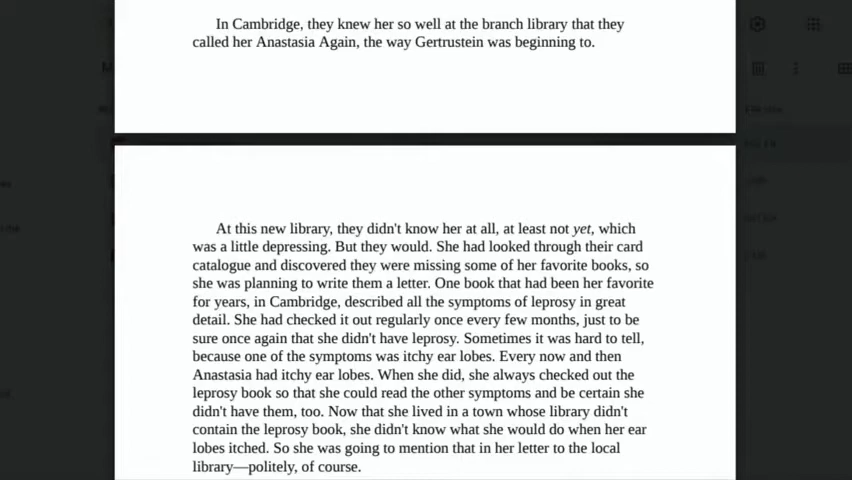 In Cambridge, they knew her so well at the branch library that they
called her Anastasia Again, the way Gertrustein was beginning to.
At this new library, they didn't know her at all, at least not yet, which
was a little depressing. But they would. She had looked through their card
catalogue and discovered they were missing some of her favorite books, so
she was planning to write them a letter. One book that had been her favorite
for years, in Cambridge, described all the symptoms of leprosy in great
detail. She had checked it out regularly once every few months, just to be
sure once again that she didn't have leprosy. Sometimes it was hard to tell,
because one of the symptoms was itchy ear lobes. Every now and then
Anastasia had itchy ear lobes. When she did, she always checked out the
leprosy book so that she could read the other symptoms and be certain she
didn't have them, too. Now that she lived in a town whose library didn't
contain the leprosy book, she didn't know what she would do when her ear
lobes itched. So she was going to mention that in her letter to the local
library—politely, of course.